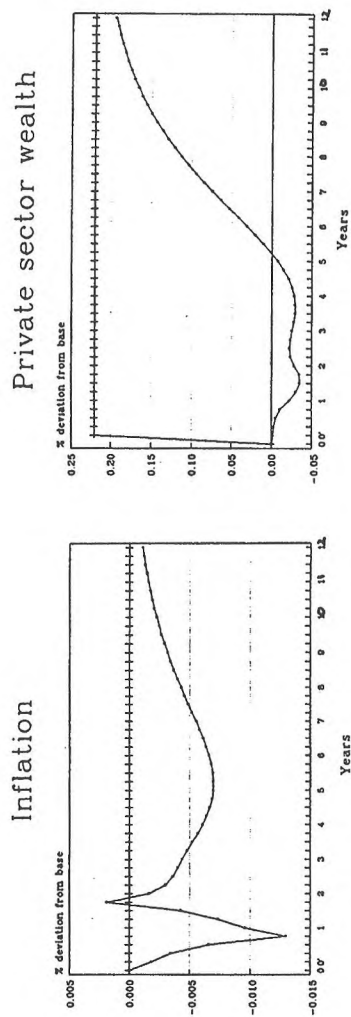 Inflation
% deviation from base
0.005
0.000
-0.005
-0.010
-0.015
0.0 1 2 3 4 5 6 7 8 9 10 11 12
Years
Private sector wealth
% deviation from base
0.25
0.20
0.15
0.10
0.05
0.00
-0.05
0.0 1 2 3 4 5 6 7 8 9 10 11 12
Years